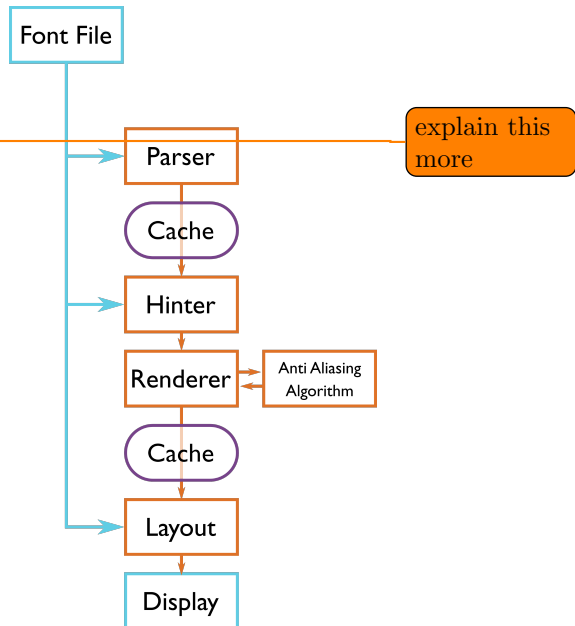 Font File
explain this
more
Parser
Cache
Hinter
Renderer
Anti Aliasing
Algorithm
Cache
Layout
Display